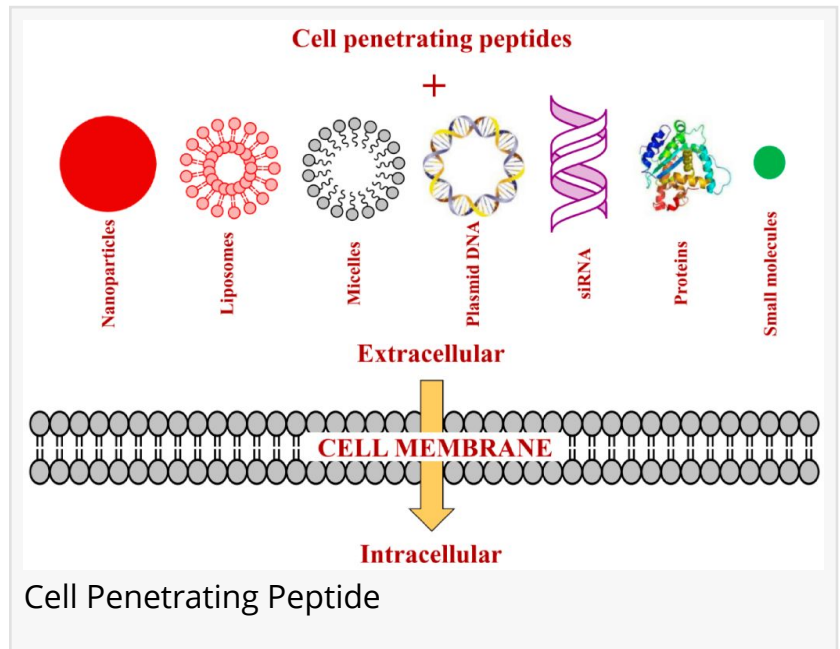 Cell penetrating peptides
+
Nanoparticles
Liposomes
Micelles
Plasmid DNA
siRNA
Proteins
Small molecules
Extracellular
CELL MEMBRANE
Intracellular
Cell Penetrating Peptide